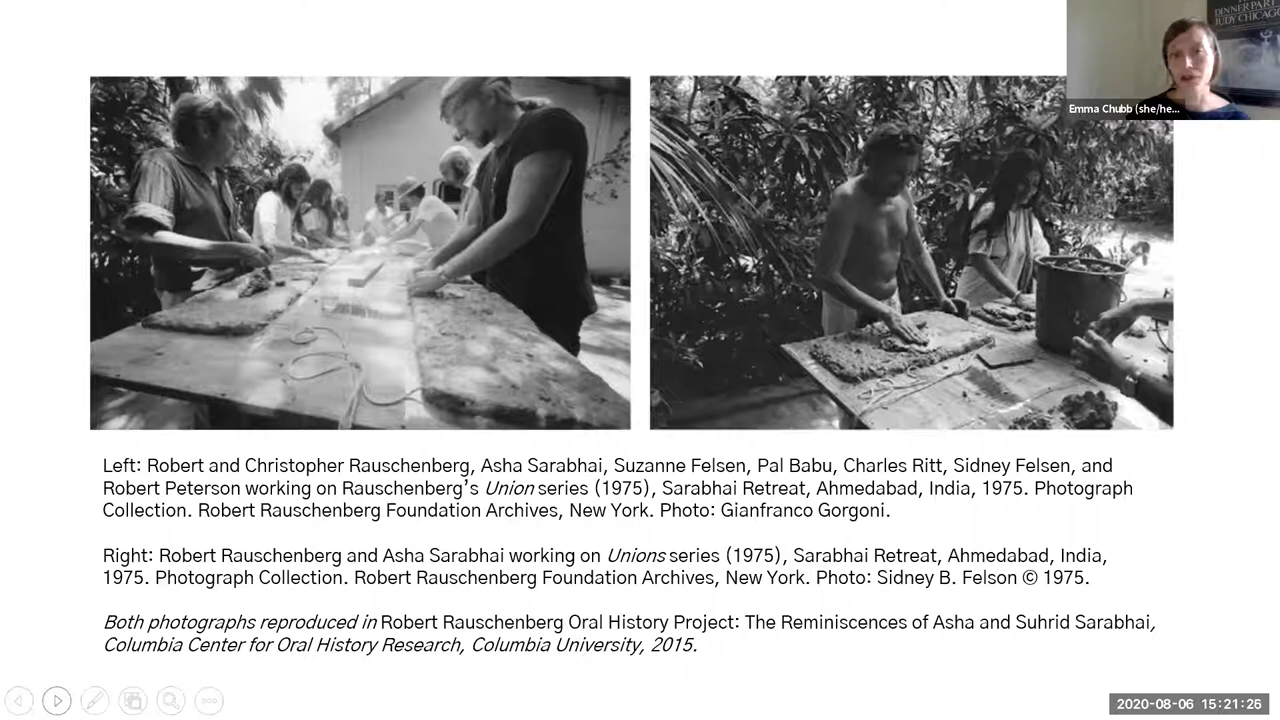 DINNER PART
JUDY CHICAGO
Emma Chubb (she/he...
Left: Robert and Christopher Rauschenberg, Asha Sarabhai, Suzanne Felsen, Pal Babu, Charles Ritt, Sidney Felsen, and
Robert Peterson working on Rauschenberg's Union series (1975), Sarabhai Retreat, Ahmedabad, India, 1975. Photograph
Collection. Robert Rauschenberg Foundation Archives, New York. Photo: Gianfranco Gorgoni.
Right: Robert Rauschenberg and Asha Sarabhai working on Unions series (1975), Sarabhai Retreat, Ahmedabad, India,
1975. Photograph Collection. Robert Rauschenberg Foundation Archives, New York. Photo: Sidney B. Felson © 1975.
Both photographs reproduced in Robert Rauschenberg Oral History Project: The Reminiscences of Asha and Suhrid Sarabhai,
Columbia Center for Oral History Research, Columbia University, 2015.
2020-08-06 15:21:26